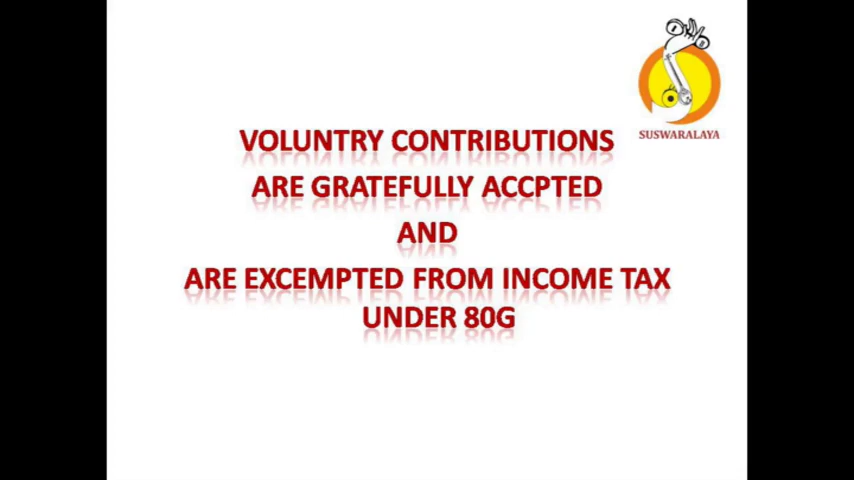 SUSWARALAYA
VOLUNTRY CONTRIBUTIONS
ARE GRATEFULLY ACCPTED
AND
ARE EXCEMPTED FROM INCOME TAX
UNDER 80G